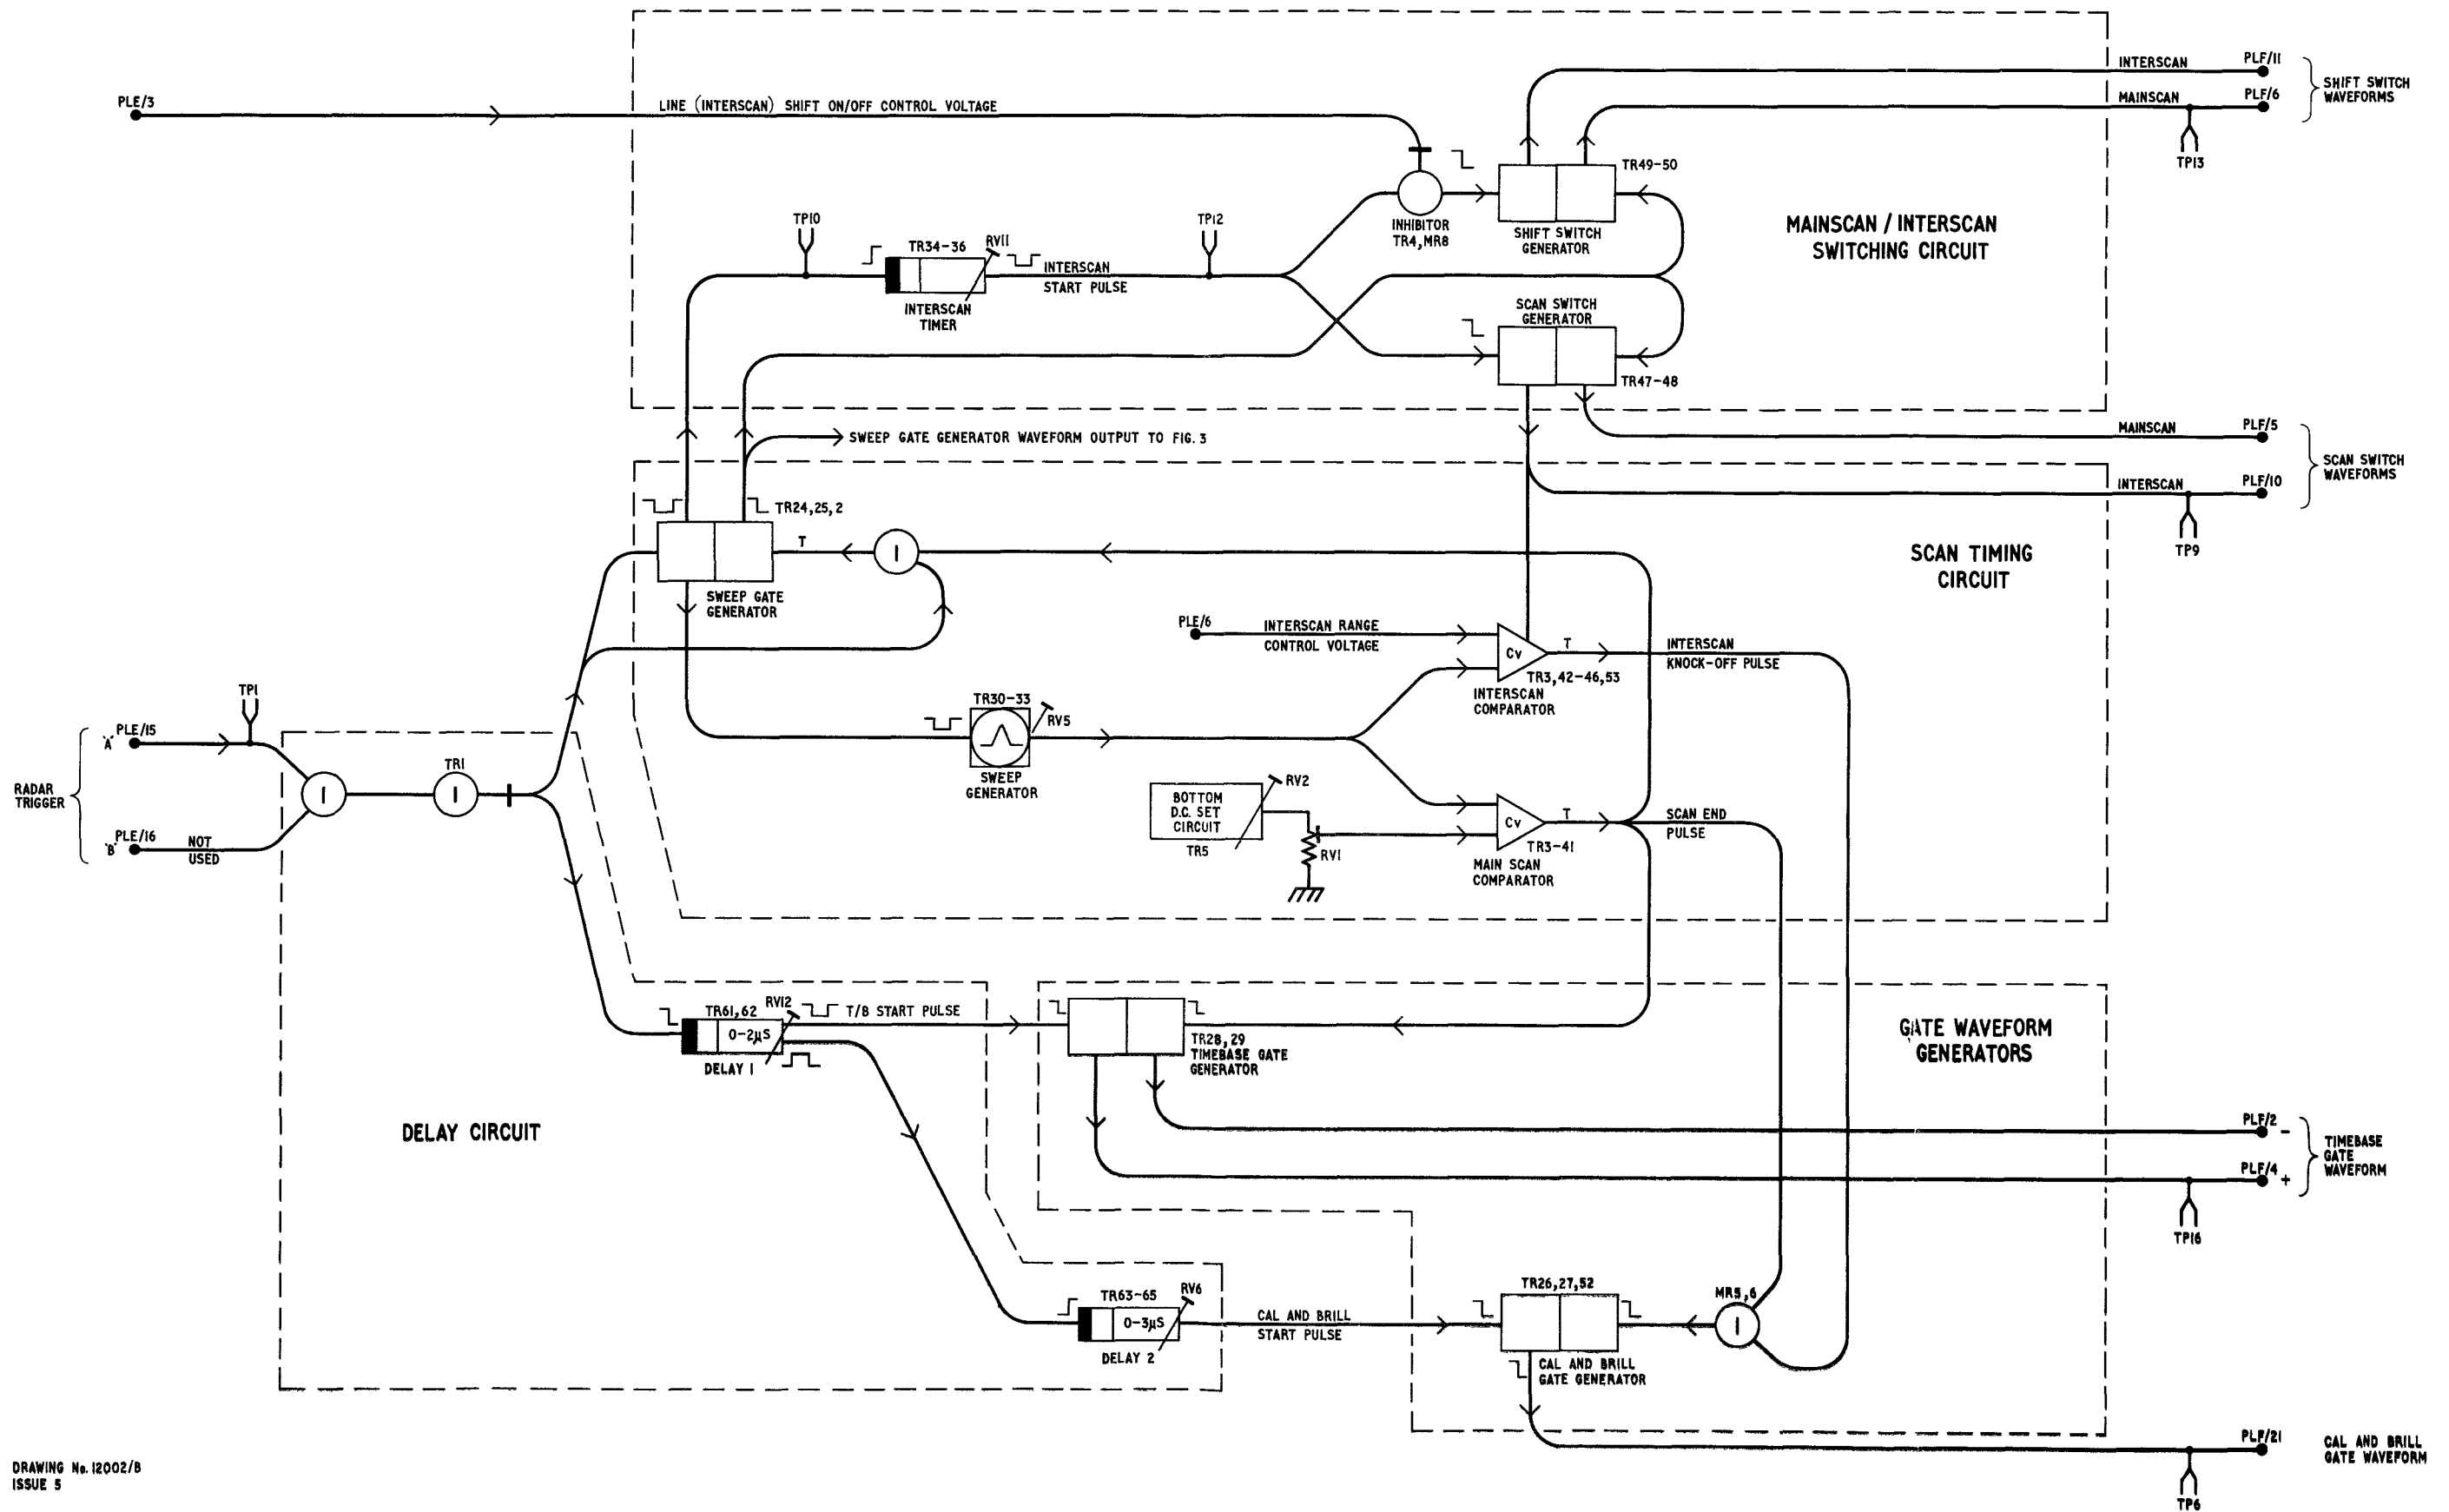 INTERSCAN
PLF/11
MAINSCAN
PLF/6
SHIFT SWITCH
WAVEFORMS
TP13
PLE/3
LINE (INTERSCAN) SHIFT ON/OFF CONTROL VOLTAGE
TR49-50
INHIBITOR
TR4, MR8
SHIFT SWITCH
GENERATOR
MAINSCAN / INTERSCAN
SWITCHING CIRCUIT
TP10
TR34-36
RV11
INTERSCAN
START PULSE
TP12
INTERSCAN
TIMER
SCAN SWITCH
GENERATOR
TR47-48
SWEEP GATE GENERATOR WAVEFORM OUTPUT TO FIG. 3
MAINSCAN
PLF/5
INTERSCAN
PLF/10
SCAN SWITCH
WAVEFORMS
TP9
TR24, 25, 2
T
I
SWEEP GATE
GENERATOR
SCAN TIMING
CIRCUIT
PLE/6
INTERSCAN RANGE
CONTROL VOLTAGE
Cv
T
INTERSCAN
KNOCK-OFF PULSE
TR3, 42-46, 53
INTERSCAN
COMPARATOR
TR30-33
RV5
SWEEP
GENERATOR
RADAR
TRIGGER
'A'
PLE/15
TP1
'B'
PLE/16
NOT
USED
I
TR1
I
BOTTOM
D.C. SET
CIRCUIT
RV2
TR5
RV1
Cv
T
SCAN END
PULSE
TR3-41
MAIN SCAN
COMPARATOR
TR61, 62
RV12
0-2µS
DELAY 1
T/B START PULSE
TR28, 29
TIMEBASE GATE
GENERATOR
GATE WAVEFORM
GENERATORS
DELAY CIRCUIT
PLF/2
-
PLF/4
+
TIMEBASE
GATE
WAVEFORM
TP16
TR63-65
RV6
0-3µS
DELAY 2
CAL AND BRILL
START PULSE
TR26, 27, 52
MR5, 6
I
CAL AND BRILL
GATE GENERATOR
PLF/21
CAL AND BRILL
GATE WAVEFORM
TP6
DRAWING No. 12002/B
ISSUE 5